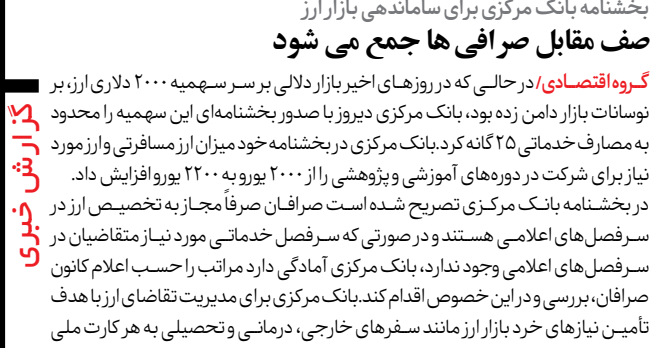 بخشنامه بانک مرکزی برای ساماندهی بازار ارز
صف مقابل صرافی ها جمع می شود
گروه اقتصادی/ در حالی که در روزهای اخیر بازار دلالی بر سر سهمیه ۲۰۰۰ دلاری ارز، بر
نوسانات بازار دامن زده بود، بانک مرکزی دیروز با صدور بخشنامه‌ای این سهمیه را محدود
به مصارف خدماتی ۲۵ گانه کرد.بانک مرکزی در بخشنامه خود میزان ارز مسافرتی و ارز مورد
نیاز برای شرکت در دوره‌های آموزشی و پژوهشی را از ۲۰۰۰ یورو به ۲۲۰۰ یورو افزایش داد.
در بخشنامه بانک مرکزی تصریح شده است صرافان صرفاً مجاز به تخصیص ارز در
سرفصل های اعلامی هستند و در صورتی که سرفصل خدماتی مورد نیاز متقاضیان در
سرفصل های اعلامی وجود ندارد، بانک مرکزی آمادگی دارد مراتب را حسب اعلام کانون
صرافان، بررسی و در این خصوص اقدام کند.بانک مرکزی برای مدیریت تقاضای ارز با هدف
تأمین نیازهای خرد بازار ارز مانند سفرهای خارجی، درمانی و تحصیلی به هر کارت ملی
گزارش خبری